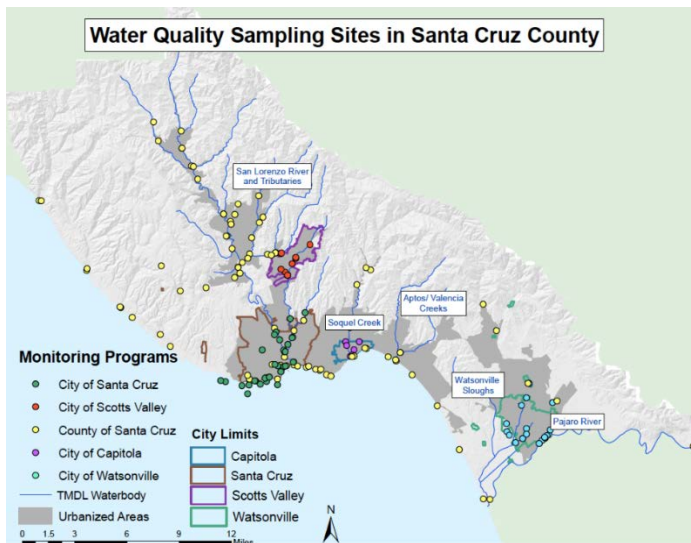 Water Quality Sampling Sites in Santa Cruz County
San Lorenzo River
and Tributaries
Aptos/ Valencia
Creeks
Soquel Creek
Watsonville
Sloughs
Pajaro River
Monitoring Programs
City of Santa Cruz
City of Scotts Valley
County of Santa Cruz
City of Capitola
City of Watsonville
TMDL Waterbody
Urbanized Areas
City Limits
Capitola
Santa Cruz
Scotts Valley
Watsonville
N
0 1.5 3 6 9 12
Miles